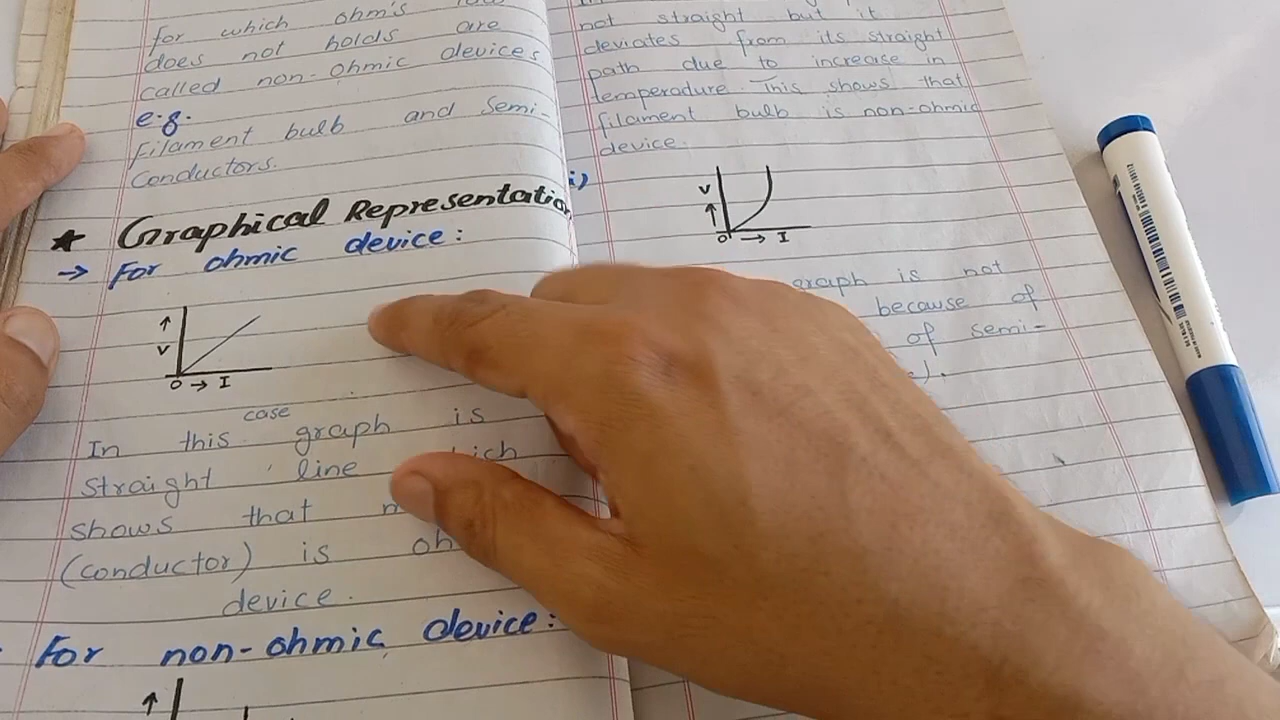 for which ohm's law
does not holds are
called non-ohmic devices
e.g.
Filament bulb and Semi-
Conductors.
★ Graphical Representation
→ For ohmic device:
↑
V
O → I
case
In this graph is
straight line
shows that
(conductor) is
device.
For non-ohmic device:
↑
not straight but it
deviates from its straight
path due to increase in
temperadure. This shows that
filament bulb is non-ohmic
device.
V
↑
O → I
graph is not
because of
of semi-